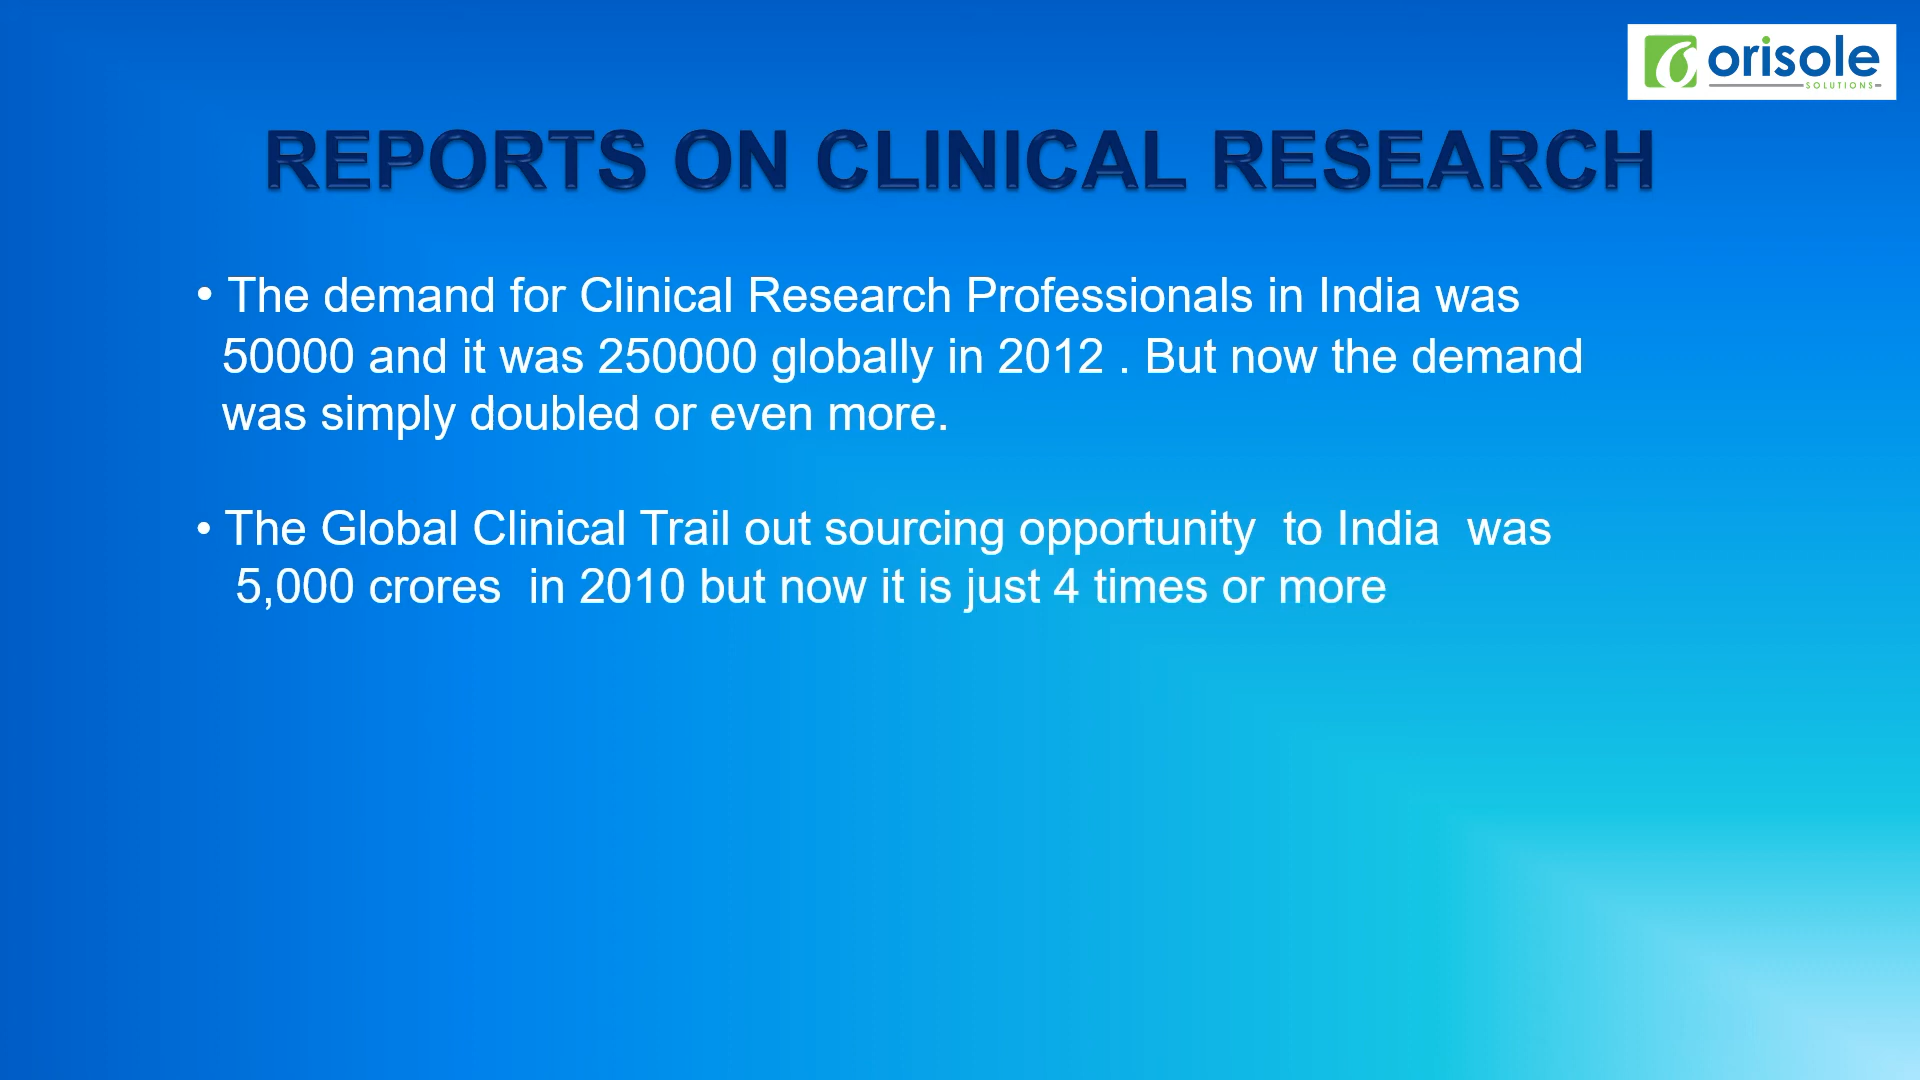 orisole
SOLUTIONS
REPORTS ON CLINICAL RESEARCH
• The demand for Clinical Research Professionals in India was
50000 and it was 250000 globally in 2012 . But now the demand
was simply doubled or even more.
• The Global Clinical Trail out sourcing opportunity  to India  was
5,000 crores  in 2010 but now it is just 4 times or more